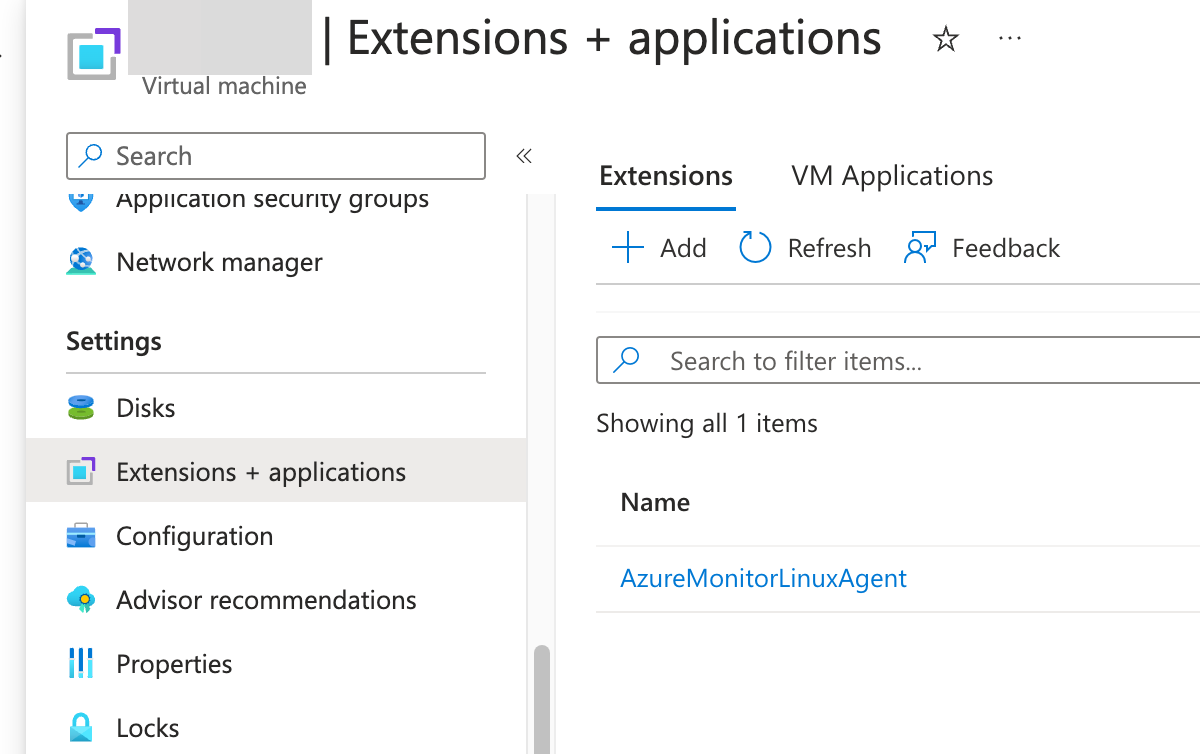 | Extensions + applications
Virtual machine
Search
Application security groups
Network manager
Settings
Disks
Extensions + applications
Configuration
Advisor recommendations
Properties
Locks
Extensions VM Applications
Add Refresh Feedback
Search to filter items...
Showing all 1 items
Name
AzureMonitorLinuxAgent